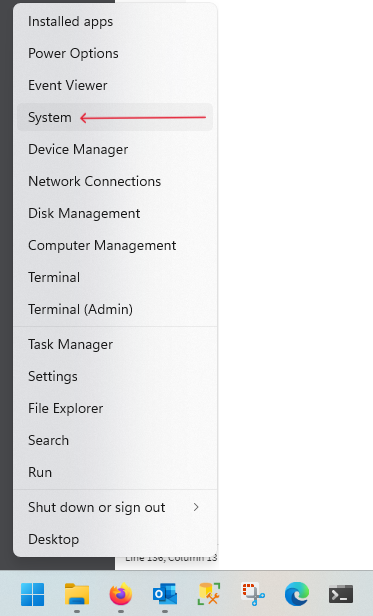 Installed apps
Power Options
Event Viewer
System
Device Manager
Network Connections
Disk Management
Computer Management
Terminal
Terminal (Admin)
Task Manager
Settings
File Explorer
Search
Run
Shut down or sign out
Desktop
Line 136, Column 13